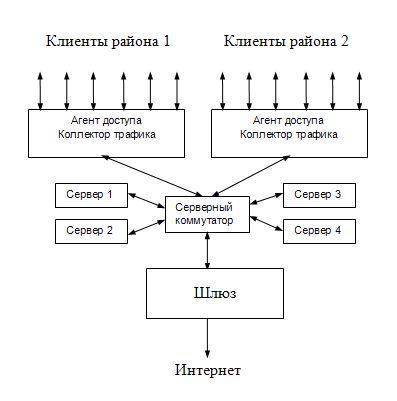 Клиенты района 1
Клиенты района 2
Агент доступа
Коллектор трафика
Агент доступа
Коллектор трафика
Сервер 1
Сервер 2
Серверный
коммутатор
Сервер 3
Сервер 4
Шлюз
Интернет